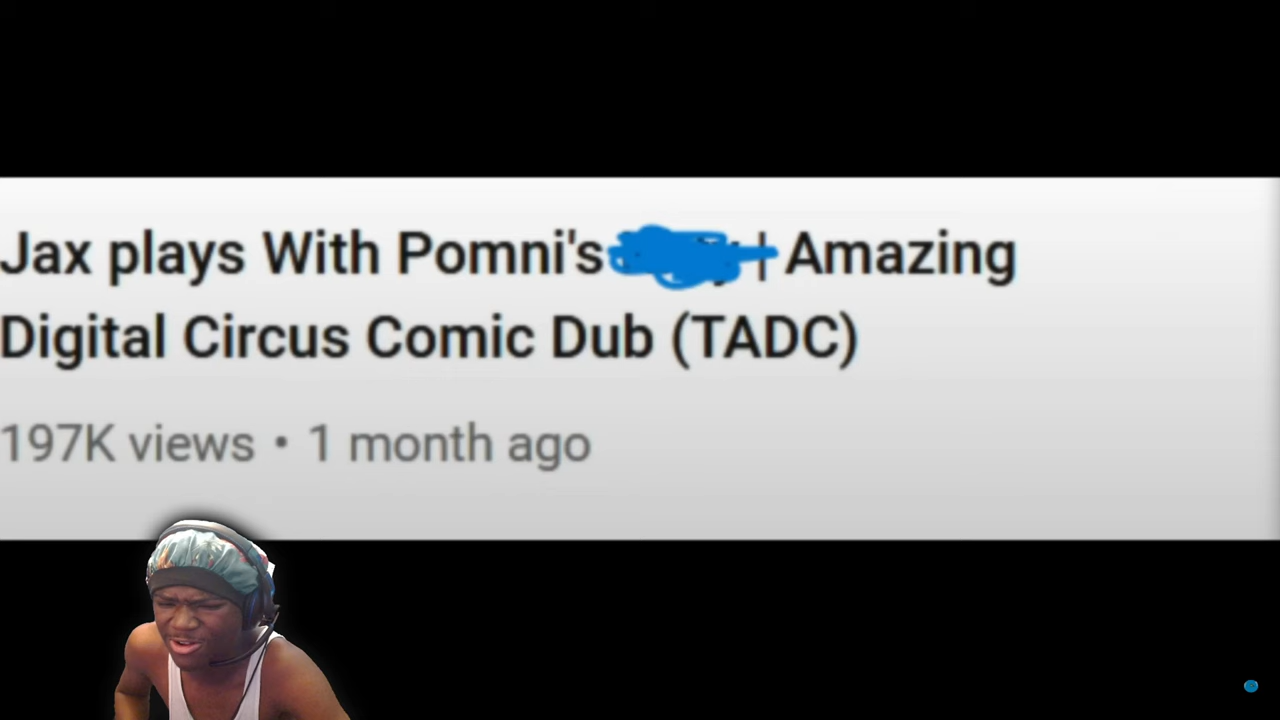 Jax plays With Pomni's | Amazing
Digital Circus Comic Dub (TADC)
197K views • 1 month ago